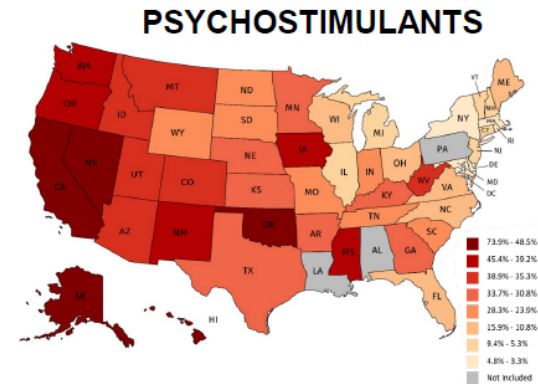 PSYCHOSTIMULANTS
WA
MT
ND
MN
VT
ME
OR
ID
SD
WI
MI
NY
NH
MA
WY
CT
RI
NV
NE
IA
IL
IN
OH
PA
NJ
DE
MD
DC
CA
UT
CO
KS
MO
KY
WV
VA
AZ
NM
OK
AR
TN
NC
SC
TX
LA
MS
AL
GA
FL
AK
HI
73.9% - 48.5%
45.4% - 39.2%
38.9% - 35.3%
33.7% - 30.8%
28.3% - 23.9%
15.9% - 10.8%
9.4% - 5.3%
4.8% - 3.3%
Not Included